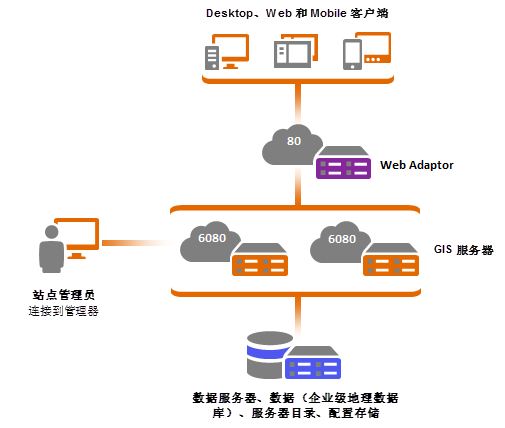 Desktop、Web 和 Mobile 客户端
80
Web Adaptor
6080
6080
GIS 服务器
站点管理员
连接到管理器
数据服务器、数据（企业级地理数据
库）、服务器目录、配置存储